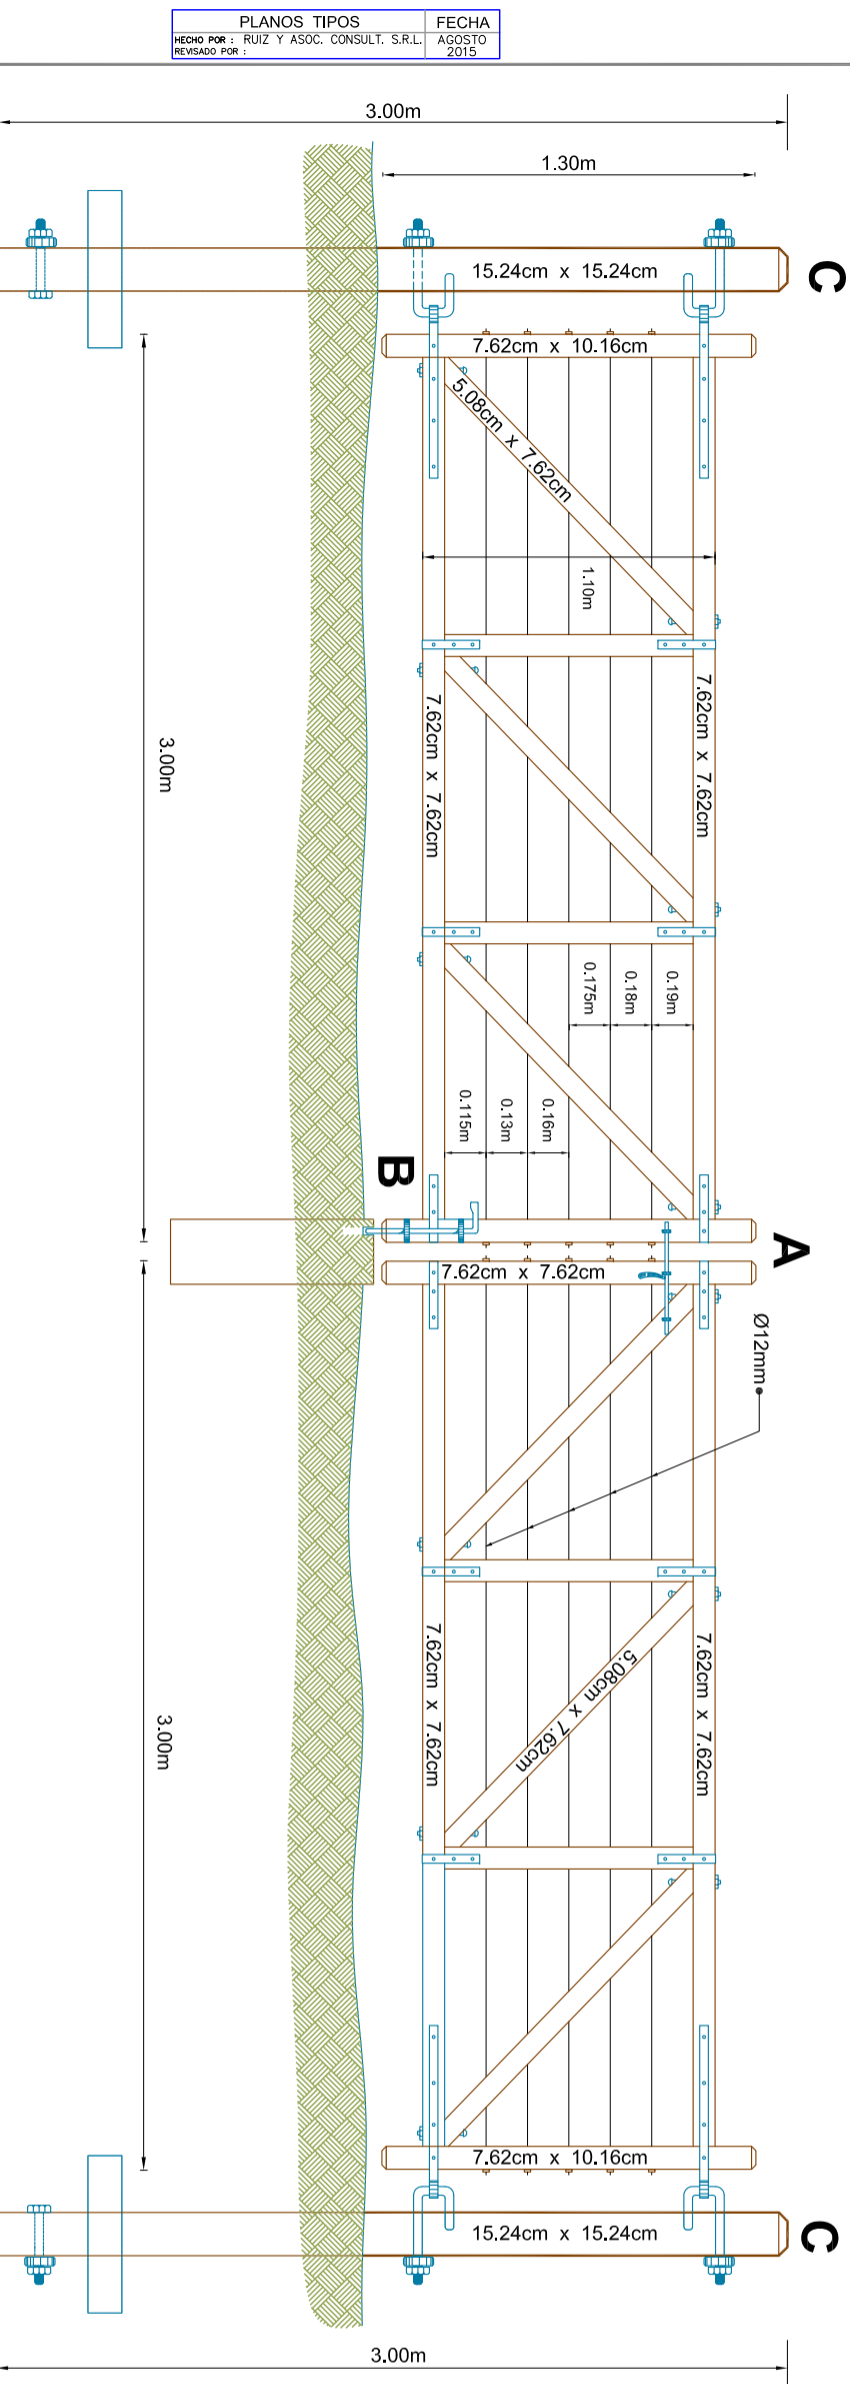 PLANOS TIPOS
FECHA
HECHO POR : RUIZ Y ASOC. CONSULT. S.R.L.
REVISADO POR :
AGOSTO
2015
3.00m
1.30m
C
15.24cm x 15.24cm
7.62cm x 10.16cm
5.08cm x 7.62cm
1.10m
7.62cm x 7.62cm
7.62cm x 7.62cm
3.00m
0.19m
0.18m
0.175m
0.16m
0.13m
0.115m
B
A
7.62cm x 7.62cm
Ø12mm
7.62cm x 7.62cm
5.08cm x 7.62cm
7.62cm x 7.62cm
3.00m
7.62cm x 10.16cm
15.24cm x 15.24cm
C
3.00m